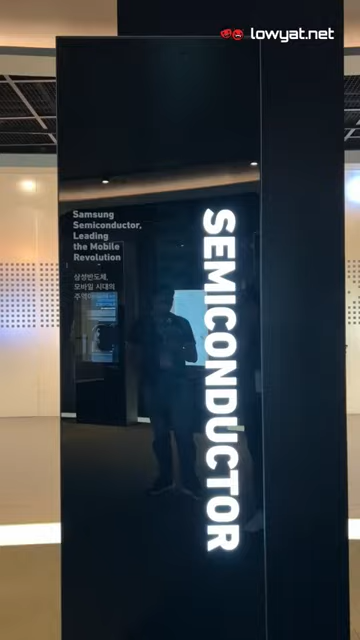 lowyat.net
Samsung
Semiconductor,
Leading
the Mobile
Revolution
삼성반도체,
모바일 시대의
SEMICONDUCTOR